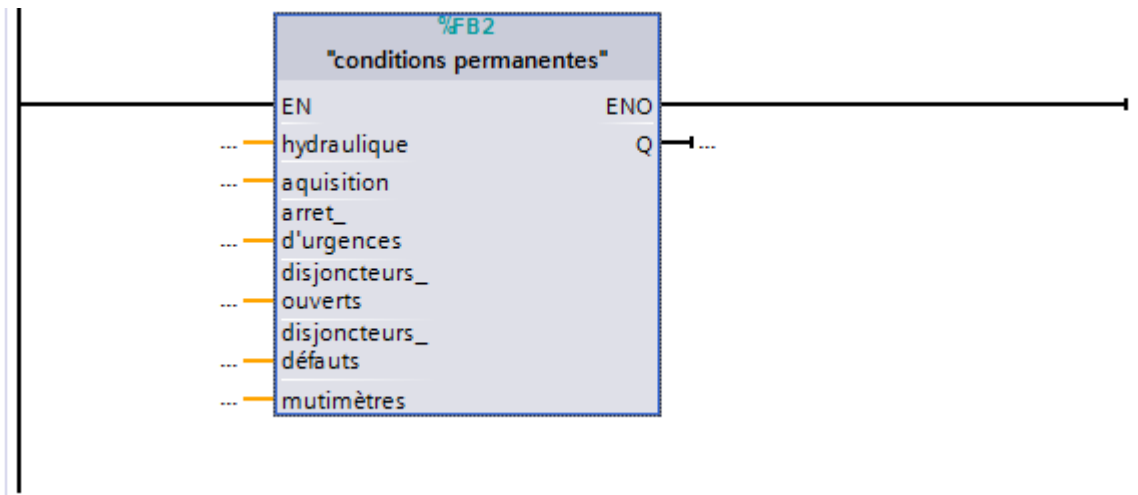 %FB2
"conditions permanentes"
EN ENO
... hydraulique Q ...
... aquisition
arret_
... d'urgences
disjoncteurs_
... ouverts
disjoncteurs_
... défauts
... mutimètres